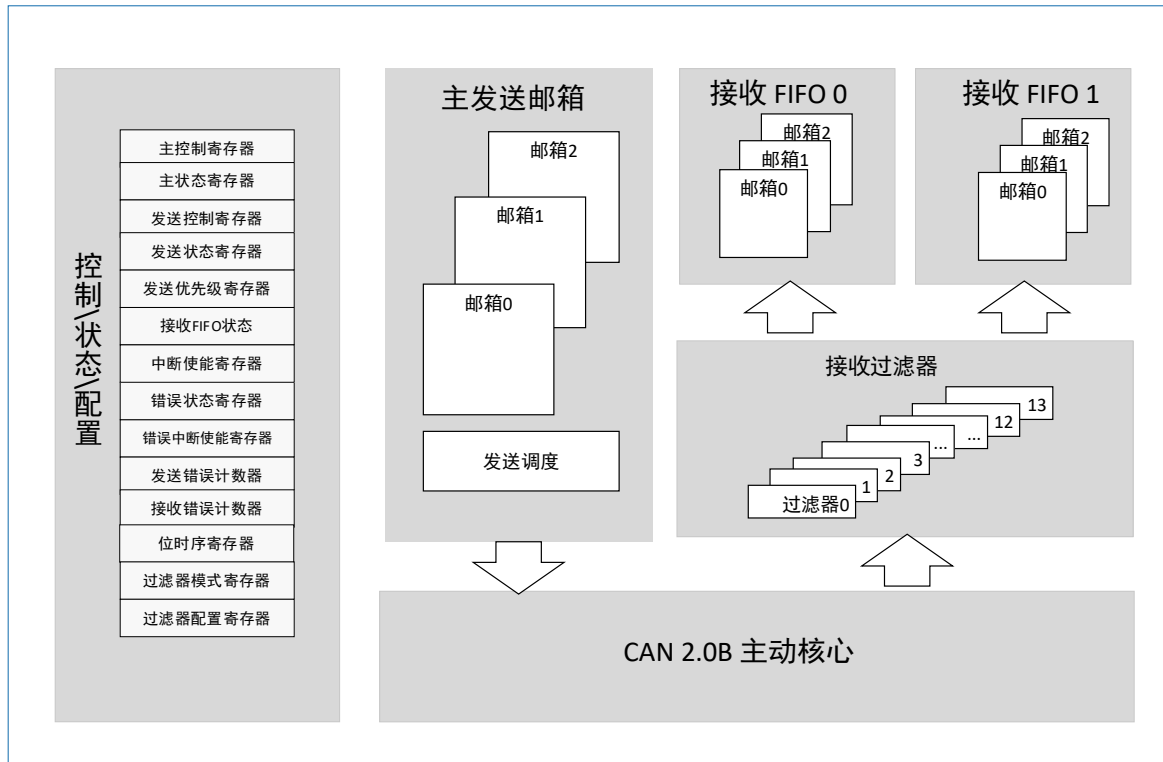 控制/状态/配置
主控制寄存器
主状态寄存器
发送控制寄存器
发送状态寄存器
发送优先级寄存器
接收FIFO状态
中断使能寄存器
错误状态寄存器
错误中断使能寄存器
发送错误计数器
接收错误计数器
位时序寄存器
过滤器模式寄存器
过滤器配置寄存器
主发送邮箱
邮箱2
邮箱1
邮箱0
发送调度
接收 FIFO 0
邮箱2
邮箱1
邮箱0
接收 FIFO 1
邮箱2
邮箱1
邮箱0
接收过滤器
13
12
...
...
3
2
1
过滤器0
CAN 2.0B 主动核心